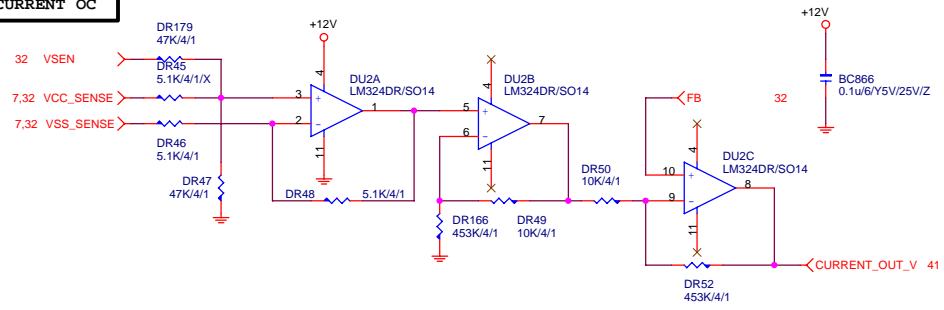 CURRENT OC
DR179
47K/4/1
+12V
+12V
32 VSEN
DR45
5.1K/4/1/X
4
DU2A
LM324DR/SO14
4
DU2B
LM324DR/SO14
BC866
0.1u/6/Y5V/25V/Z
7,32 VCC_SENSE
3
+
1
5
+
FB
32
7,32 VSS_SENSE
2
-
6
-
7
4
DU2C
LM324DR/SO14
DR46
5.1K/4/1
11
11
DR50
10K/4/1
10
+
8
DR47
47K/4/1
DR48
5.1K/4/1
9
-
DR166
453K/4/1
DR49
10K/4/1
11
CURRENT_OUT_V 41
DR52
453K/4/1